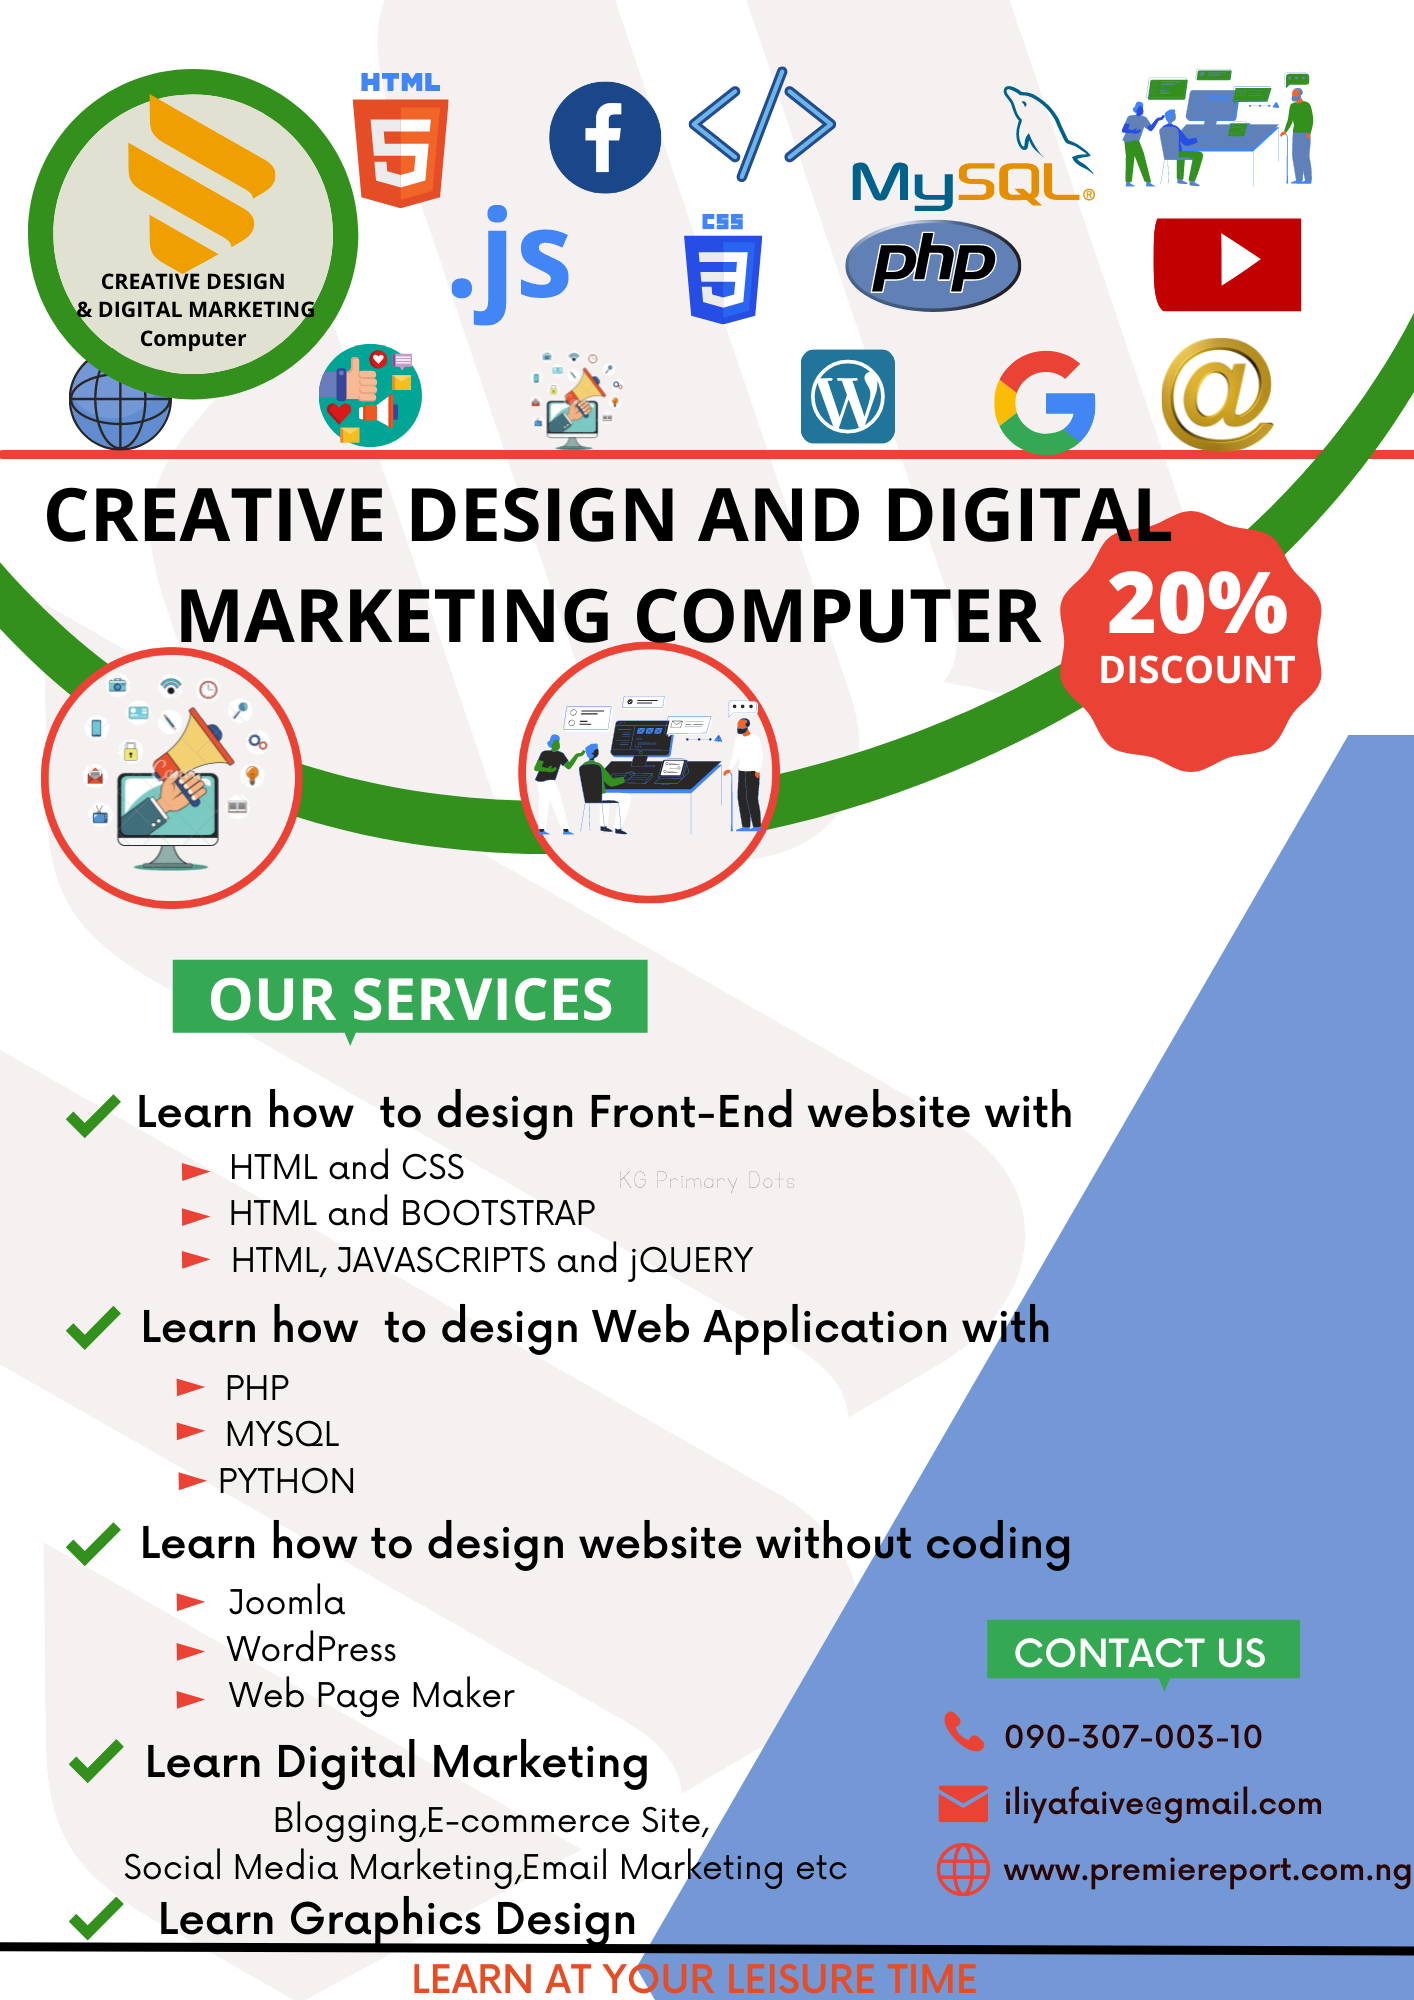 HTML
5
f
</>
MySQL®
.js
CSS
3
php
CREATIVE DESIGN
& DIGITAL MARKETING
Computer
W
G
@
CREATIVE DESIGN AND DIGITAL
MARKETING COMPUTER
20%
DISCOUNT
OUR SERVICES
Learn how to design Front-End website with
HTML and CSS
KG Primary Dots
HTML and BOOTSTRAP
HTML, JAVASCRIPTS and jQUERY
Learn how to design Web Application with
PHP
MYSQL
PYTHON
Learn how to design website without coding
Joomla
WordPress
Web Page Maker
Learn Digital Marketing
Blogging,E-commerce Site,
Social Media Marketing,Email Marketing etc
Learn Graphics Design
CONTACT US
090-307-003-10
iliyafaive@gmail.com
www.premiereport.com.ng
LEARN AT YOUR LEISURE TIME